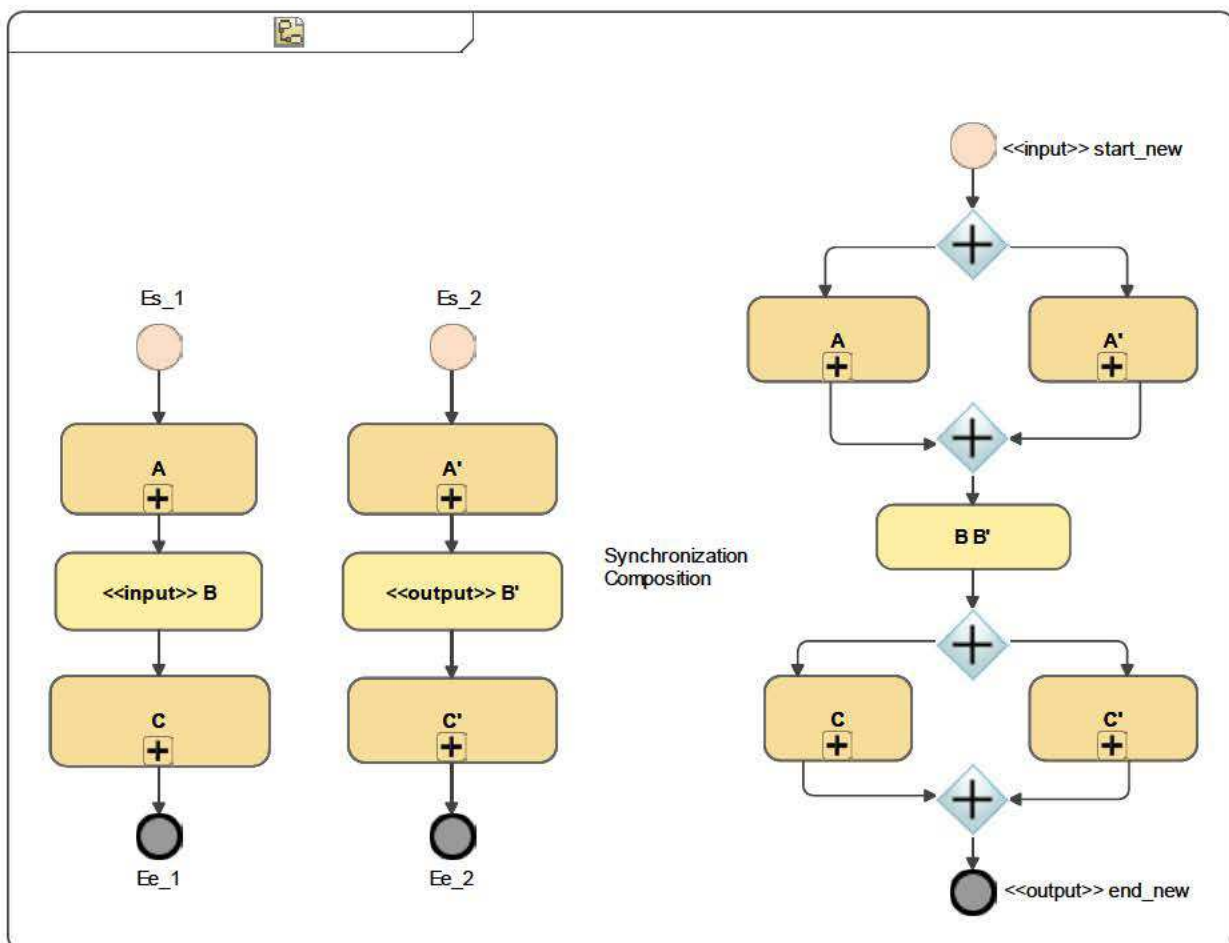 <<input>> start_new
Es_1
Es_2
A
A'
A
A'
<<input>> B
<<output>> B'
Synchronization
Composition
B B'
C
C'
C
C'
Ee_1
Ee_2
<<output>> end_new